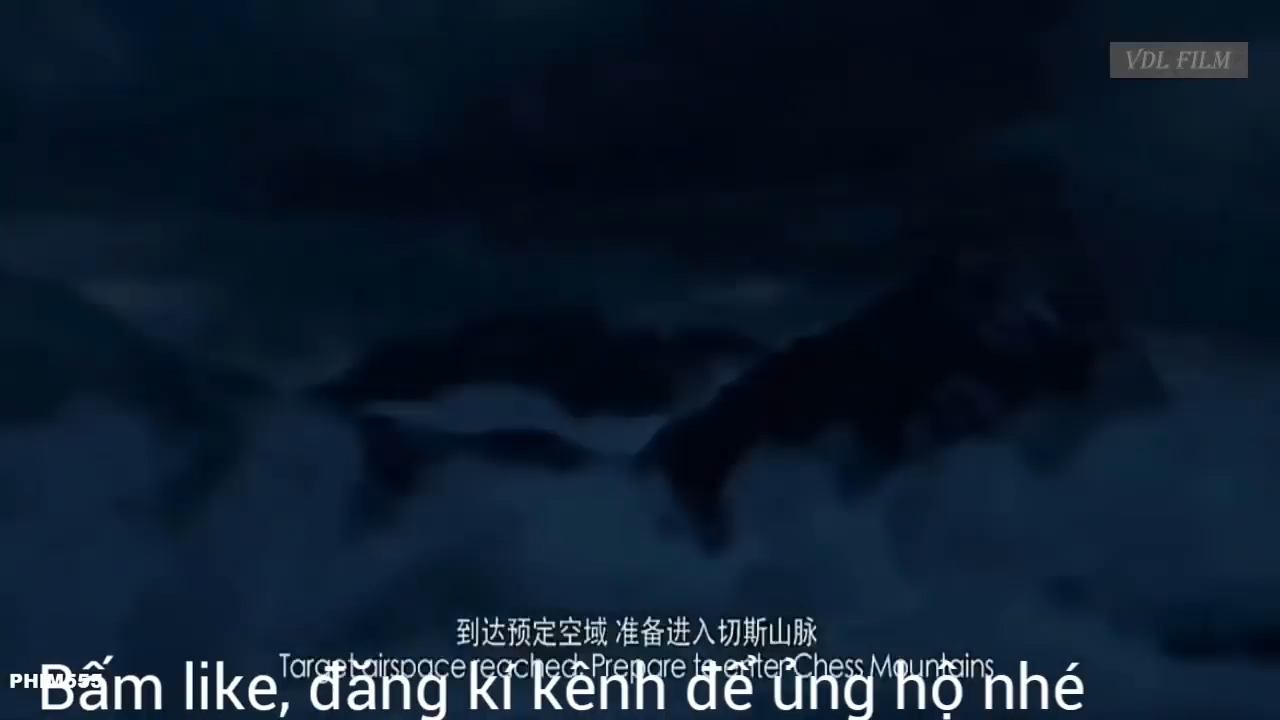 VDL FILM
到达预定空域 准备进入切斯山脉
Target airspace reached. Prepare to enter Chess Mountains
PHIM655
Bấm like, đăng kí kênh để ủng hộ nhé